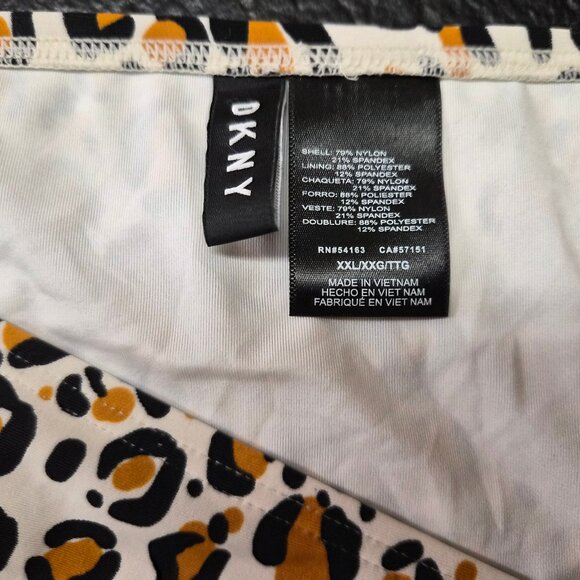 DKNY
SHELL: 79% NYLON
21% SPANDEX
LINING: 88% POLYESTER
12% SPANDEX
CHAQUETA: 79% NYLON
21% SPANDEX
FORRO: 88% POLIESTER
12% SPANDEX
VESTE: 79% NYLON
21% SPANDEX
DOUBLURE: 88% POLYESTER
12% SPANDEX
RN#54163 CA#57151
XXL/XXG/TTG
MADE IN VIETNAM
HECHO EN VIET NAM
FABRIQUÉ EN VIET NAM